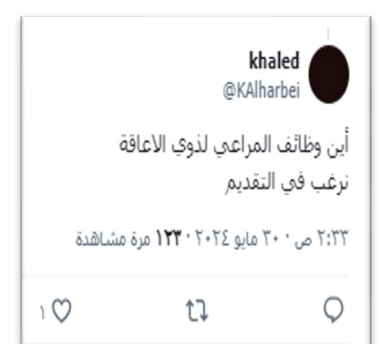 khaled
@KAlharbei
أين وظائف المراعي لذوي الاعاقة
نرغب في التقديم
٢:٣٣ ص · ٣٠ مايو ٢٠٢٤ · ١٢٣ مرة مشاهدة
١